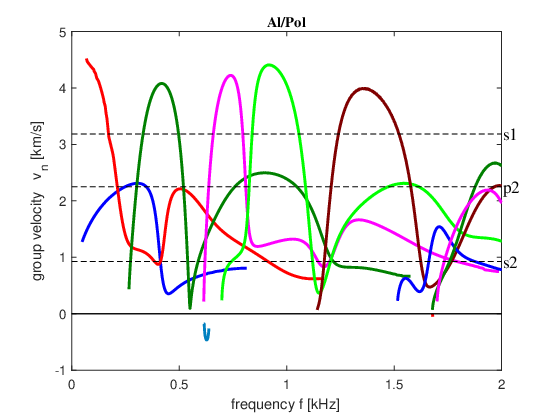 Al/Pol
5
4
3
2
1
0
-1
s1
p2
s2
0
0.5
1
1.5
2
group velocity v_n [km/s]
frequency f [kHz]